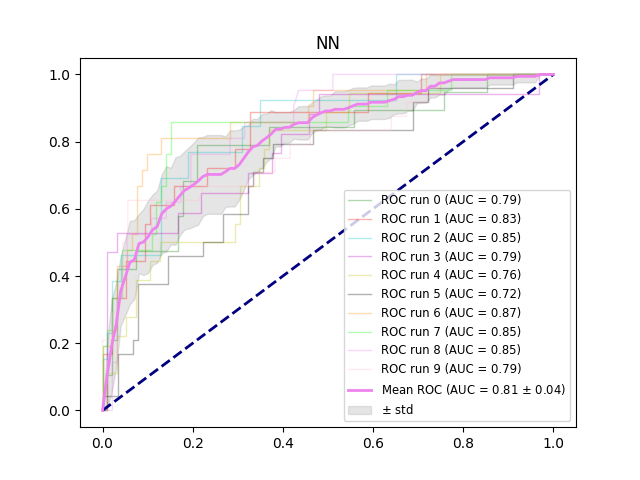 NN
1.0
0.8
0.6
0.4
0.2
0.0
ROC run 0 (AUC = 0.79)
ROC run 1 (AUC = 0.83)
ROC run 2 (AUC = 0.85)
ROC run 3 (AUC = 0.79)
ROC run 4 (AUC = 0.76)
ROC run 5 (AUC = 0.72)
ROC run 6 (AUC = 0.87)
ROC run 7 (AUC = 0.85)
ROC run 8 (AUC = 0.85)
ROC run 9 (AUC = 0.79)
Mean ROC (AUC = 0.81 ± 0.04)
± std
0.0 0.2 0.4 0.6 0.8 1.0